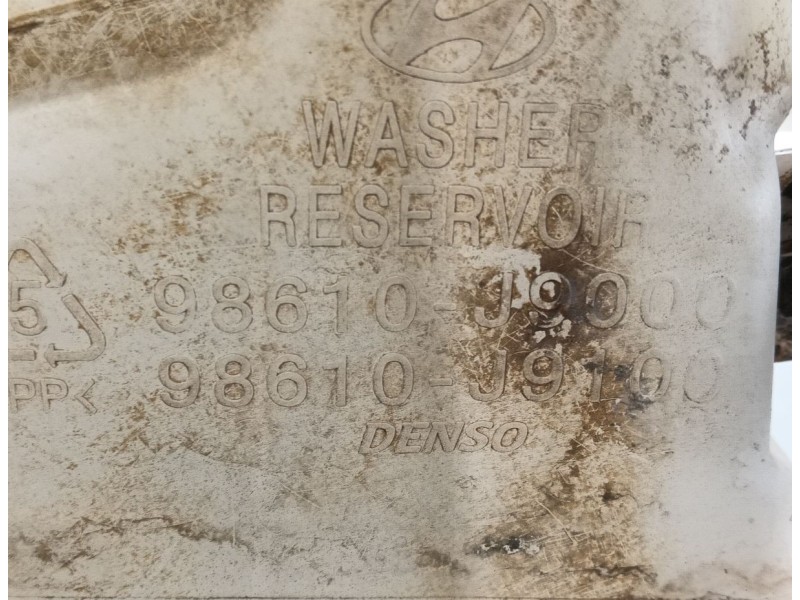 WASHER
RESERVOIR
5
98610-J9000
PP<
98610-J9100
DENSO